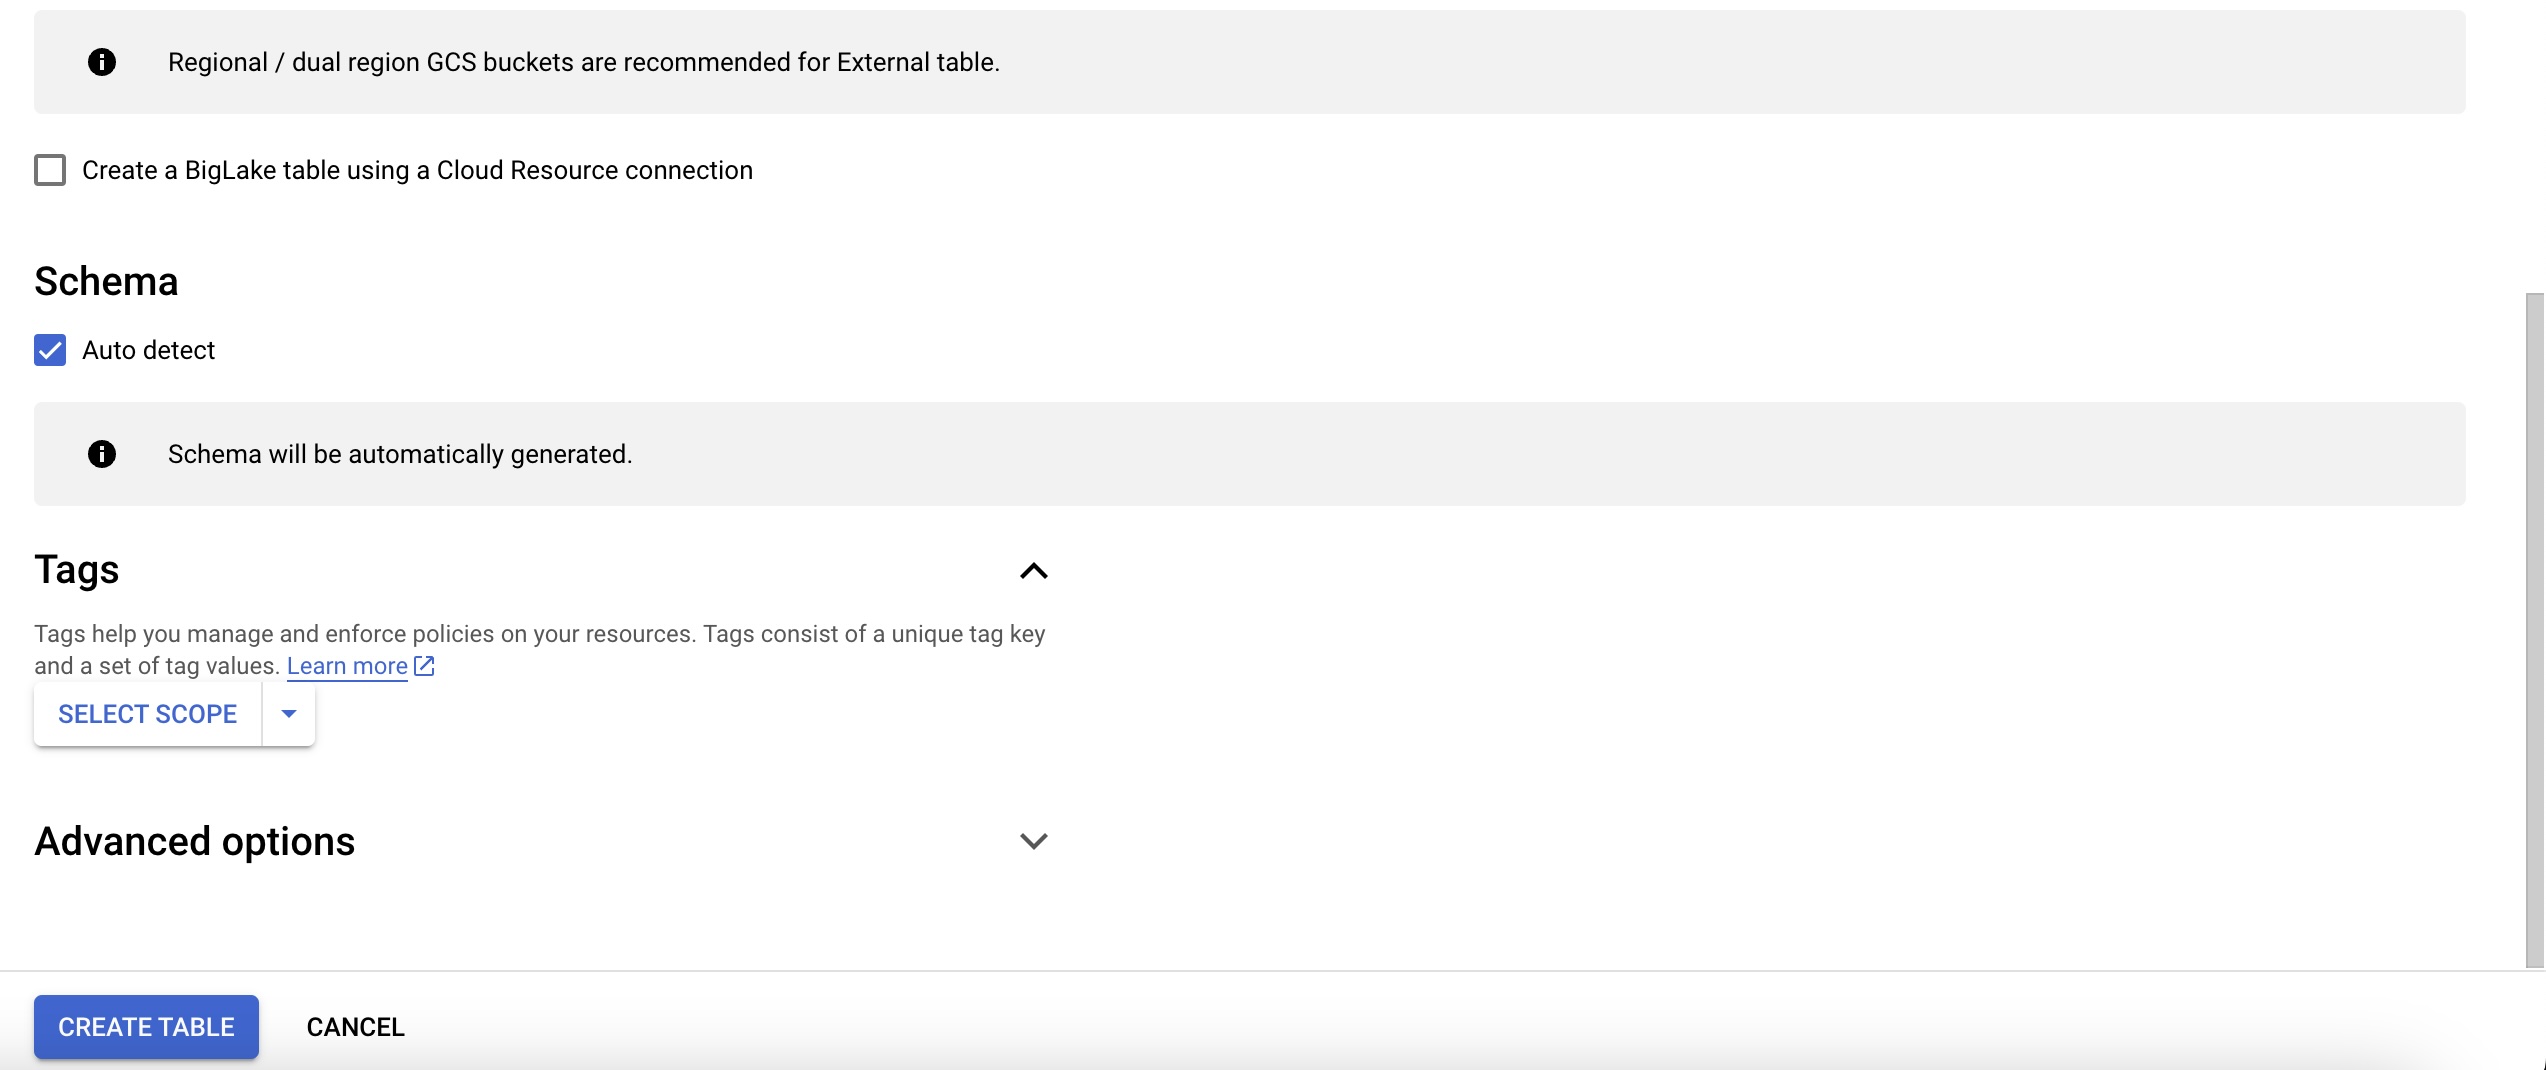 Regional / dual region GCS buckets are recommended for External table.
Create a BigLake table using a Cloud Resource connection
Schema
Auto detect
Schema will be automatically generated.
Tags
Tags help you manage and enforce policies on your resources. Tags consist of a unique tag key
and a set of tag values. Learn more
SELECT SCOPE
Advanced options
CREATE TABLE CANCEL